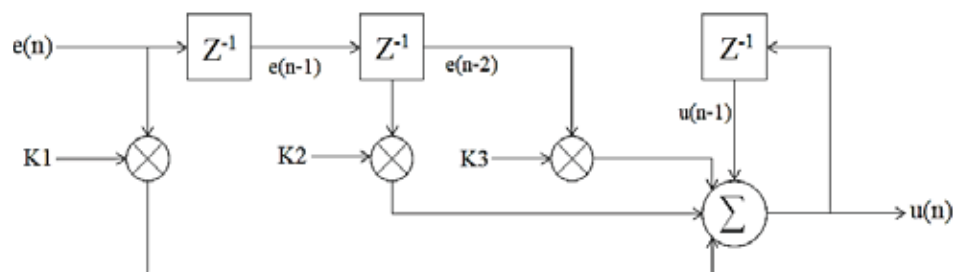 e(n)
Z⁻¹
e(n-1)
Z⁻¹
e(n-2)
Z⁻¹
u(n-1)
K1
K2
K3
Σ
u(n)